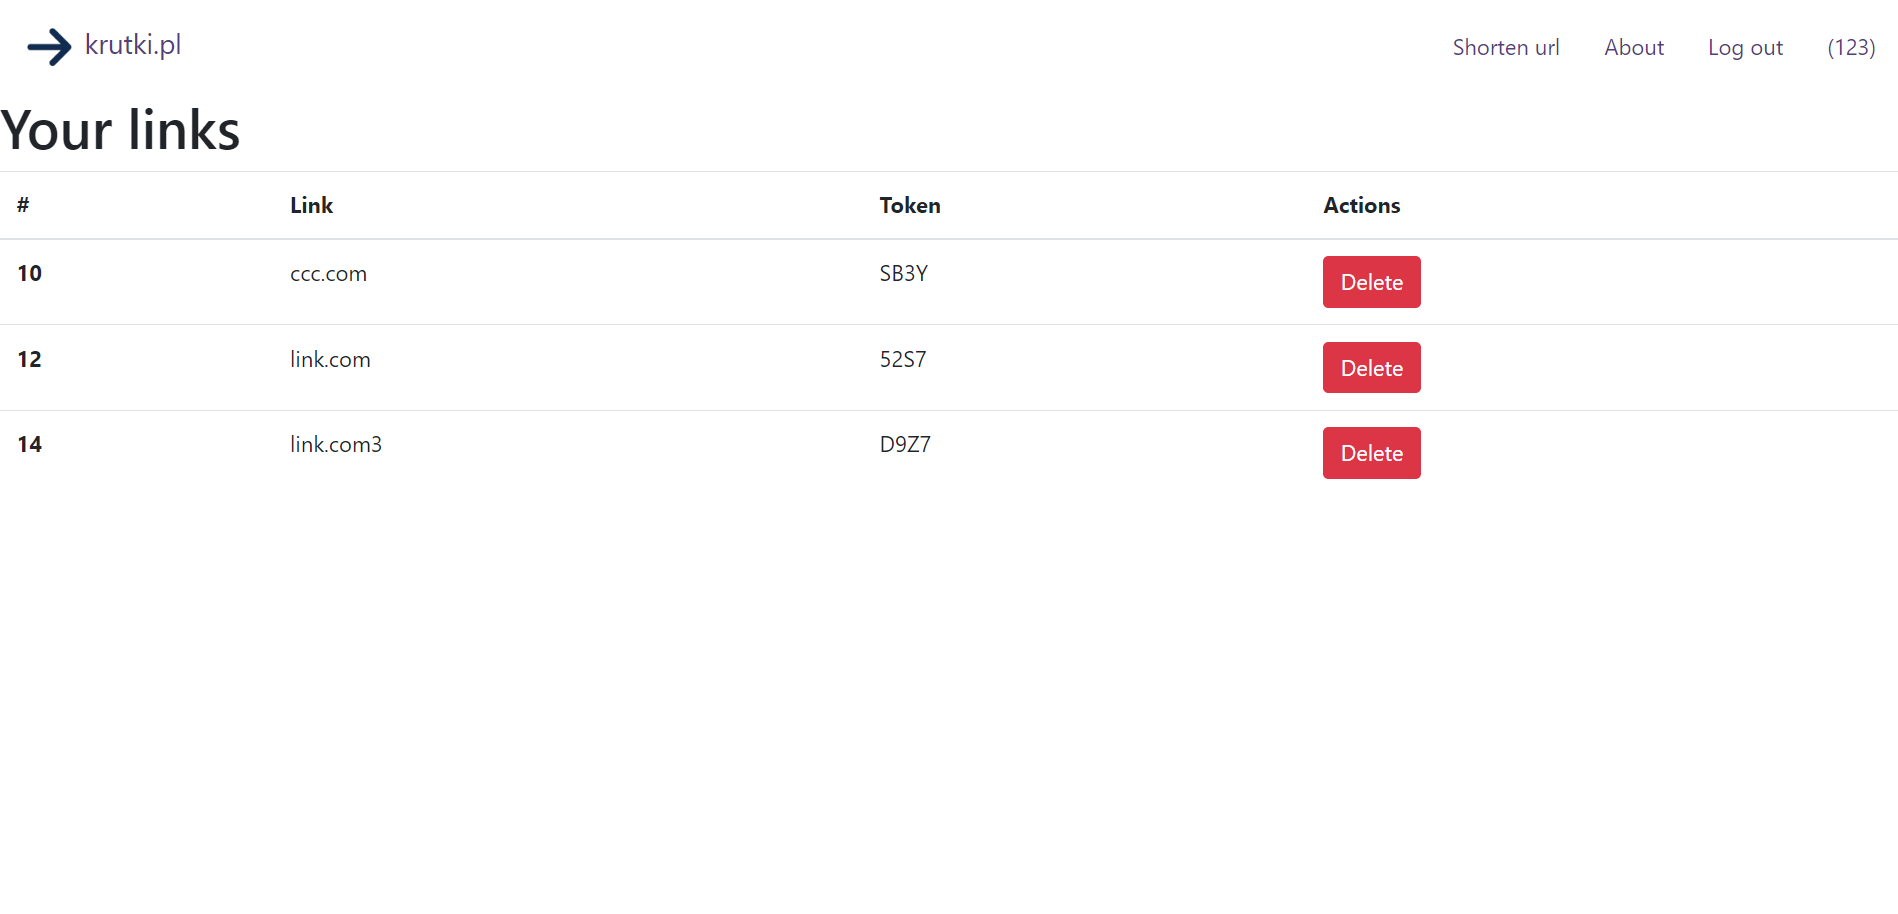 krutki.pl Shorten url About Log out (123)
Your links
# Link Token Actions
10 ccc.com SB3Y Delete
12 link.com 52S7 Delete
14 link.com3 D9Z7 Delete